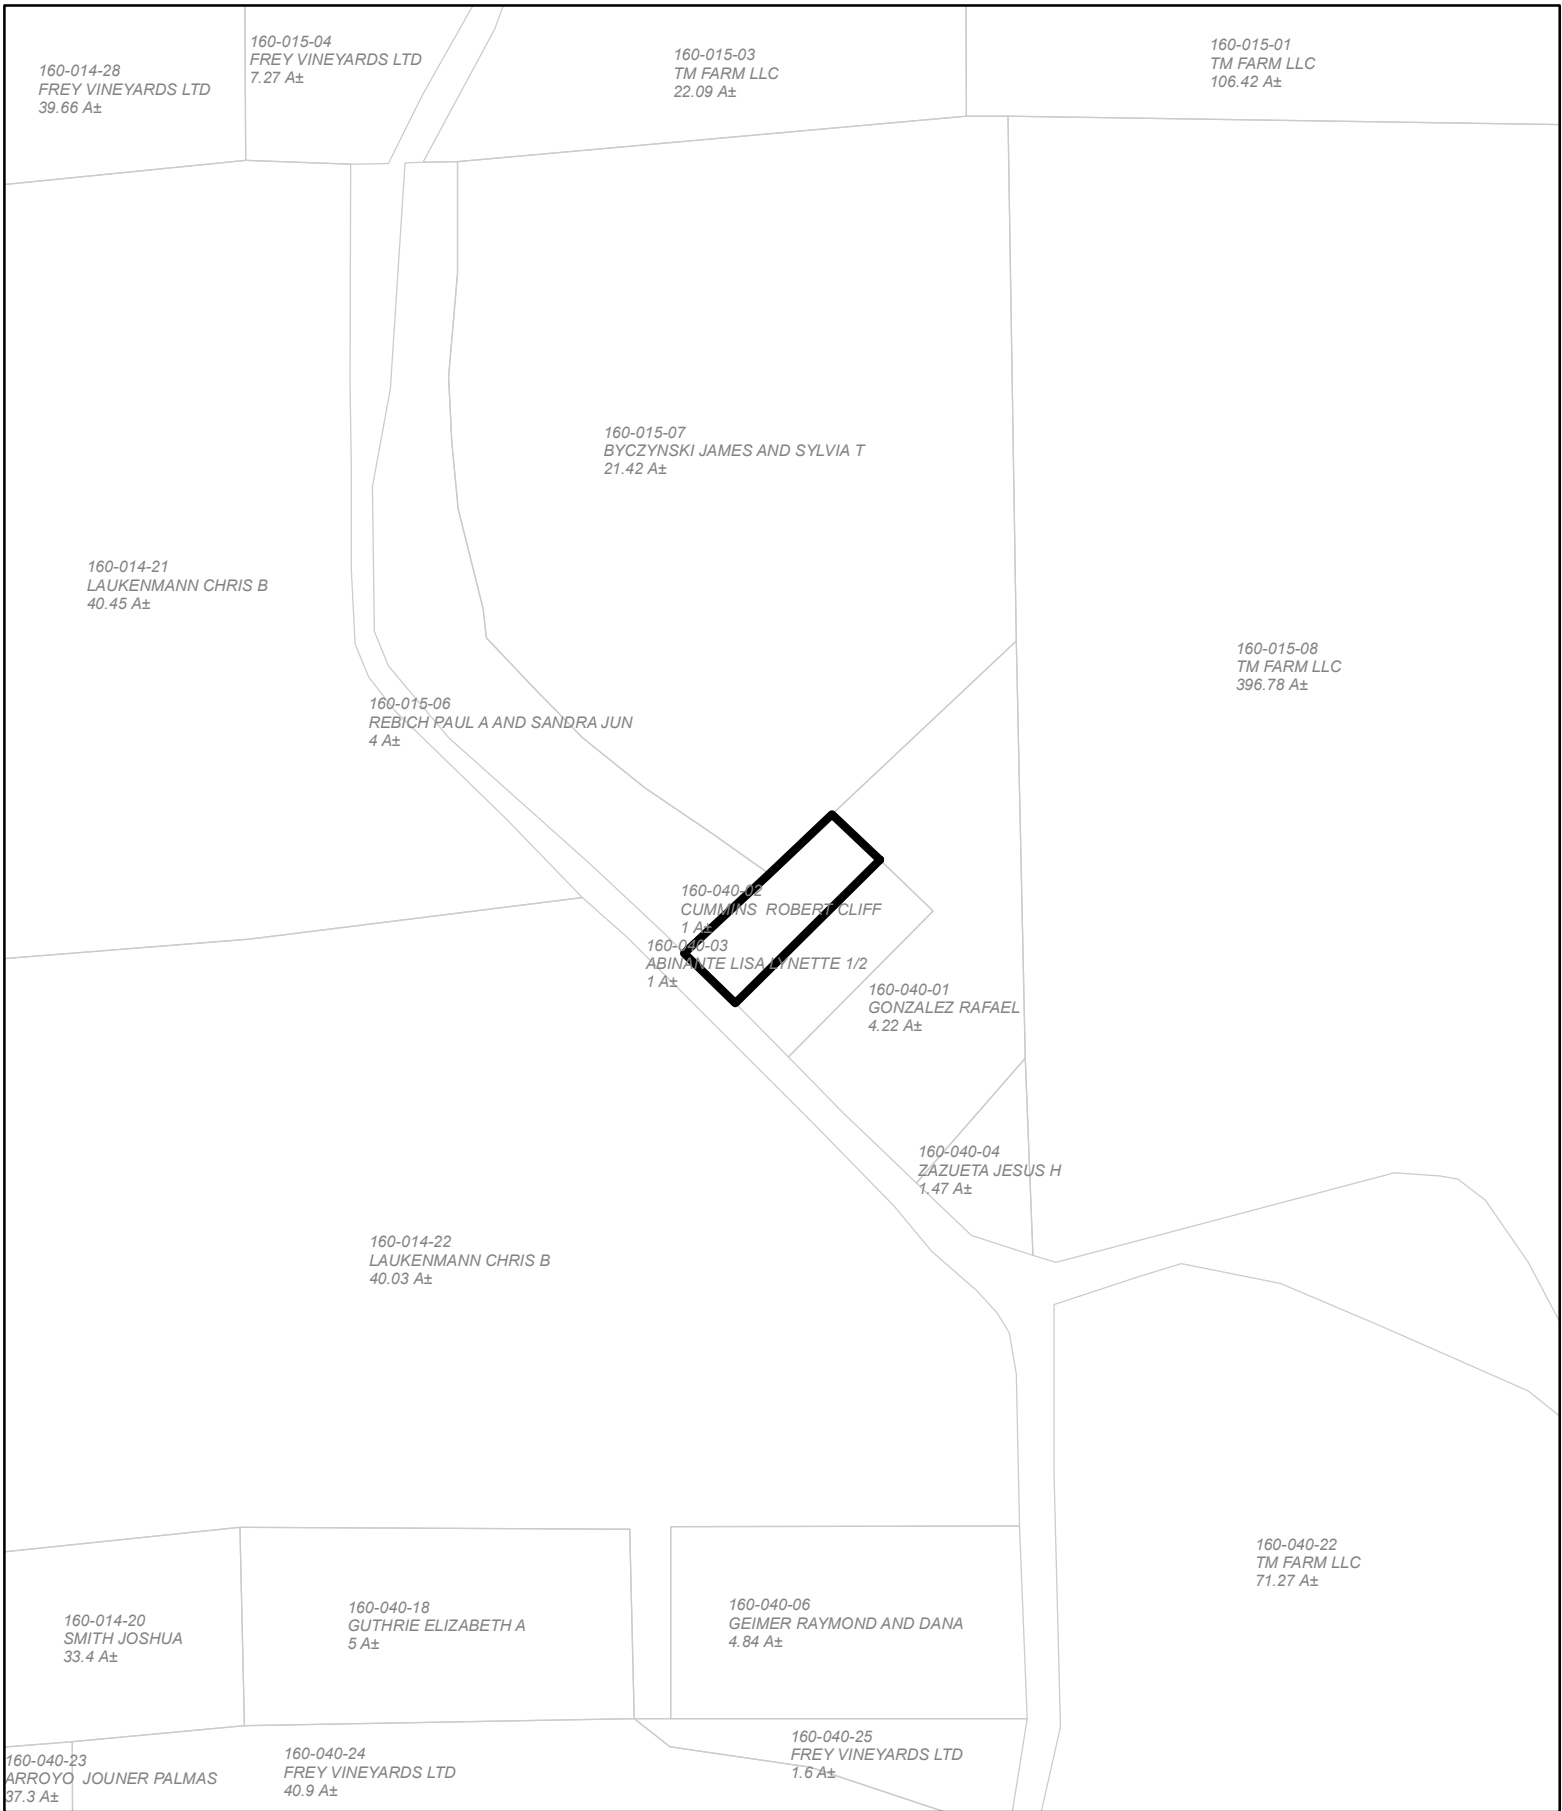 160-014-28
FREY VINEYARDS LTD
39.66 A±
160-015-04
FREY VINEYARDS LTD
7.27 A±
160-015-03
TM FARM LLC
22.09 A±
160-015-01
TM FARM LLC
106.42 A±
160-015-07
BYCZYNSKI JAMES AND SYLVIA T
21.42 A±
160-014-21
LAUKENMANN CHRIS B
40.45 A±
160-015-08
TM FARM LLC
396.78 A±
160-015-06
REBICH PAUL A AND SANDRA JUN
4 A±
160-040-02
CUMMINS  ROBERT CLIFF
1 A±
160-040-03
ABINANTE LISA LYNETTE 1/2
1 A±
160-040-01
GONZALEZ RAFAEL
4.22 A±
160-040-04
ZAZUETA JESUS H
1.47 A±
160-014-22
LAUKENMANN CHRIS B
40.03 A±
160-040-22
TM FARM LLC
71.27 A±
160-014-20
SMITH JOSHUA
33.4 A±
160-040-18
GUTHRIE ELIZABETH A
5 A±
160-040-06
GEIMER RAYMOND AND DANA
4.84 A±
160-040-23
ARROYO  JOUNER PALMAS
37.3 A±
160-040-24
FREY VINEYARDS LTD
40.9 A±
160-040-25
FREY VINEYARDS LTD
1.6 A±